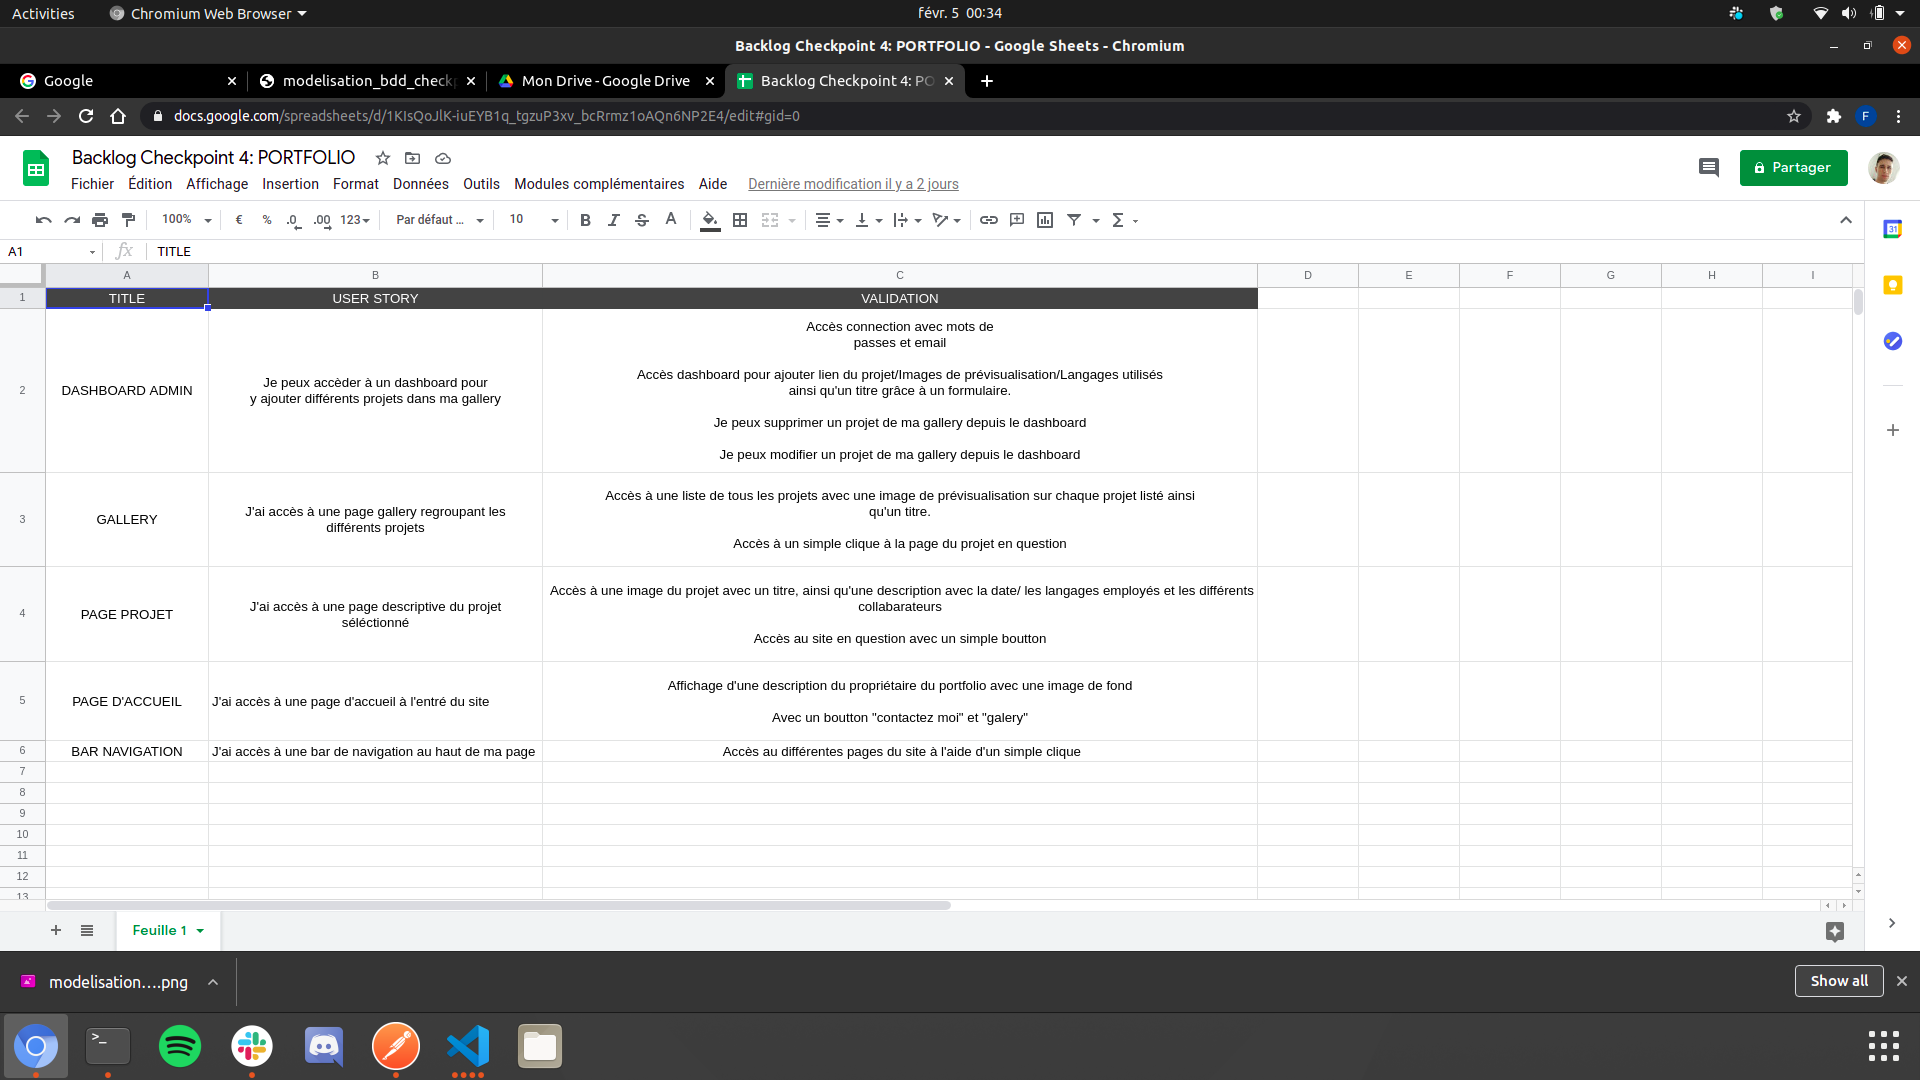 Activities
Chromium Web Browser
févr. 5 00:34
Backlog Checkpoint 4: PORTFOLIO - Google Sheets - Chromium
Google
modelisation_bdd_checkp
Mon Drive - Google Drive
Backlog Checkpoint 4: PO
docs.google.com/spreadsheets/d/1KIsQoJlK-iuEYB1q_tgzuP3xv_bcRrmz1oAQn6NP2E4/edit#gid=0
F
Backlog Checkpoint 4: PORTFOLIO
Fichier Édition Affichage Insertion Format Données Outils Modules complémentaires Aide Dernière modification il y a 2 jours
Partager
100% € % .0 .00 123 Par défaut ... 10 B I S A
31
A1 fx TITLE
A B C D E F G H I
1 TITLE USER STORY VALIDATION
2
DASHBOARD ADMIN
Je peux accèder à un dashboard pour
y ajouter différents projets dans ma gallery
Accès connection avec mots de
passes et email
Accès dashboard pour ajouter lien du projet/Images de prévisualisation/Langages utilisés
ainsi qu'un titre grâce à un formulaire.
Je peux supprimer un projet de ma gallery depuis le dashboard
Je peux modifier un projet de ma gallery depuis le dashboard
3
GALLERY
J'ai accès à une page gallery regroupant les
différents projets
Accès à une liste de tous les projets avec une image de prévisualisation sur chaque projet listé ainsi
qu'un titre.
Accès à un simple clique à la page du projet en question
4
PAGE PROJET
J'ai accès à une page descriptive du projet
séléctionné
Accès à une image du projet avec un titre, ainsi qu'une description avec la date/ les langages employés et les différents
collabarateurs
Accès au site en question avec un simple boutton
5
PAGE D'ACCUEIL
J'ai accès à une page d'accueil à l'entré du site
Affichage d'une description du propriétaire du portfolio avec une image de fond
Avec un boutton "contactez moi" et "galery"
6
BAR NAVIGATION
J'ai accès à une bar de navigation au haut de ma page
Accès au différentes pages du site à l'aide d'un simple clique
7
8
9
10
11
12
13
Feuille 1
modelisation....png
Show all